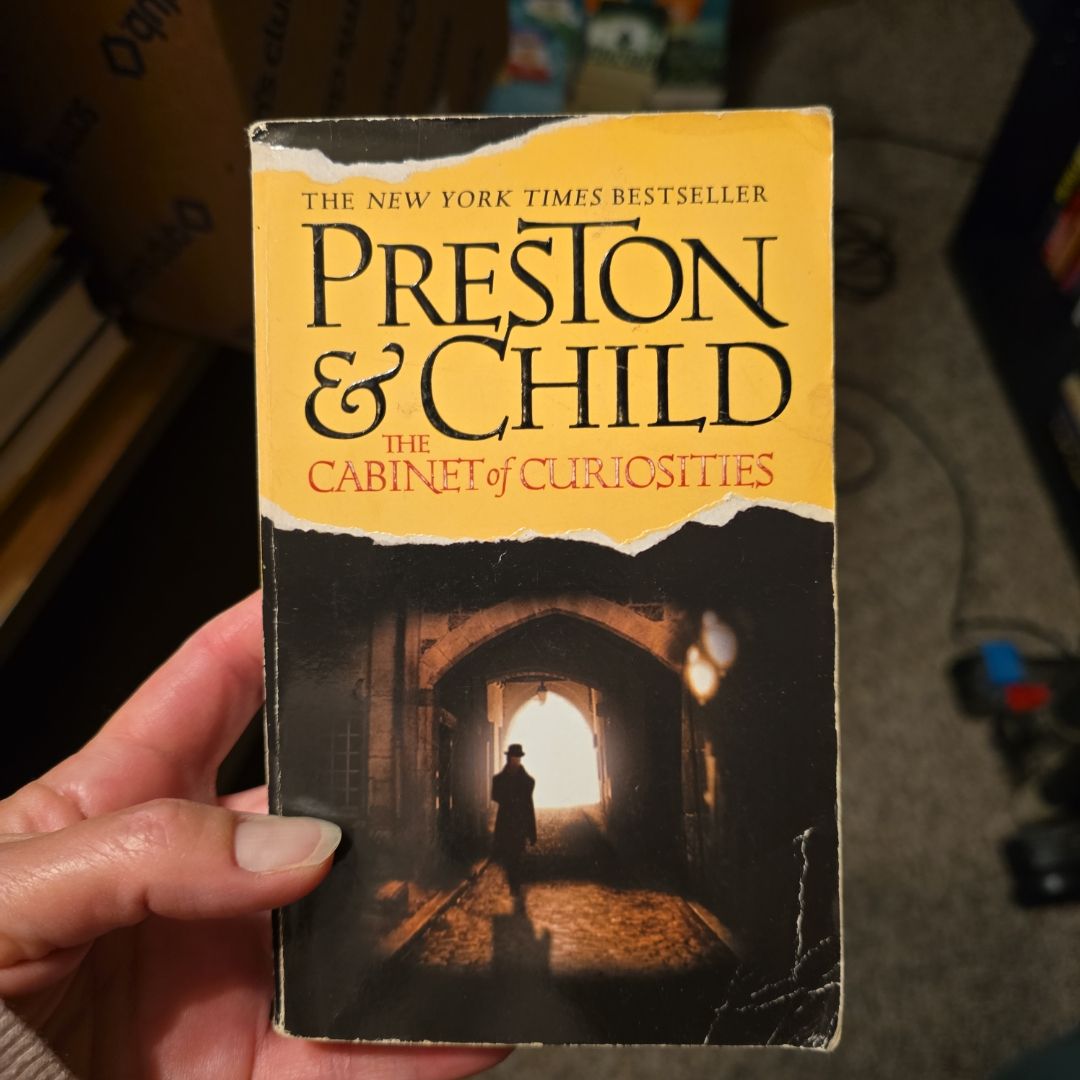 THE NEW YORK TIMES BESTSELLER
PRESTON
& CHILD
THE
CABINET of CURIOSITIES